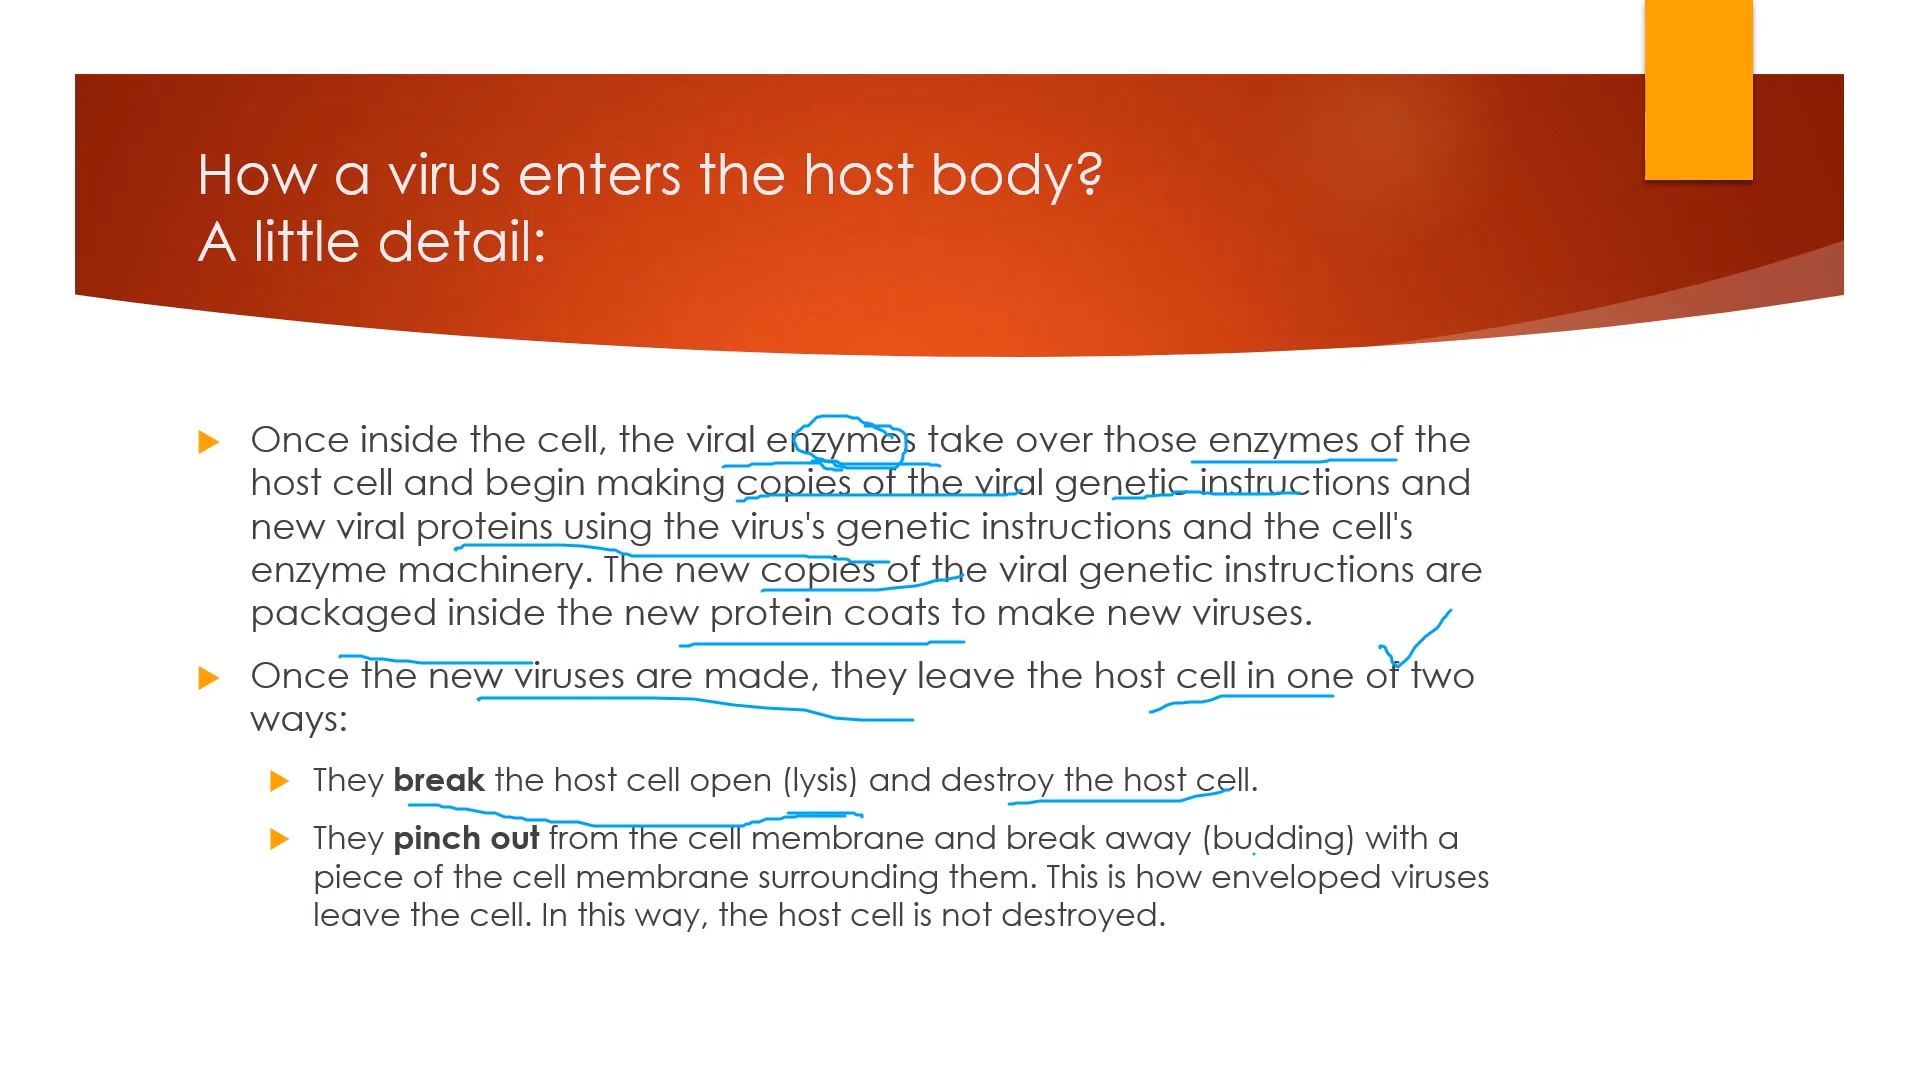 How a virus enters the host body?
A little detail:
Once inside the cell, the viral enzymes take over those enzymes of the
host cell and begin making copies of the viral genetic instructions and
new viral proteins using the virus's genetic instructions and the cell's
enzyme machinery. The new copies of the viral genetic instructions are
packaged inside the new protein coats to make new viruses.
Once the new viruses are made, they leave the host cell in one of two
ways:
They break the host cell open (lysis) and destroy the host cell.
They pinch out from the cell membrane and break away (budding) with a
piece of the cell membrane surrounding them. This is how enveloped viruses
leave the cell. In this way, the host cell is not destroyed.